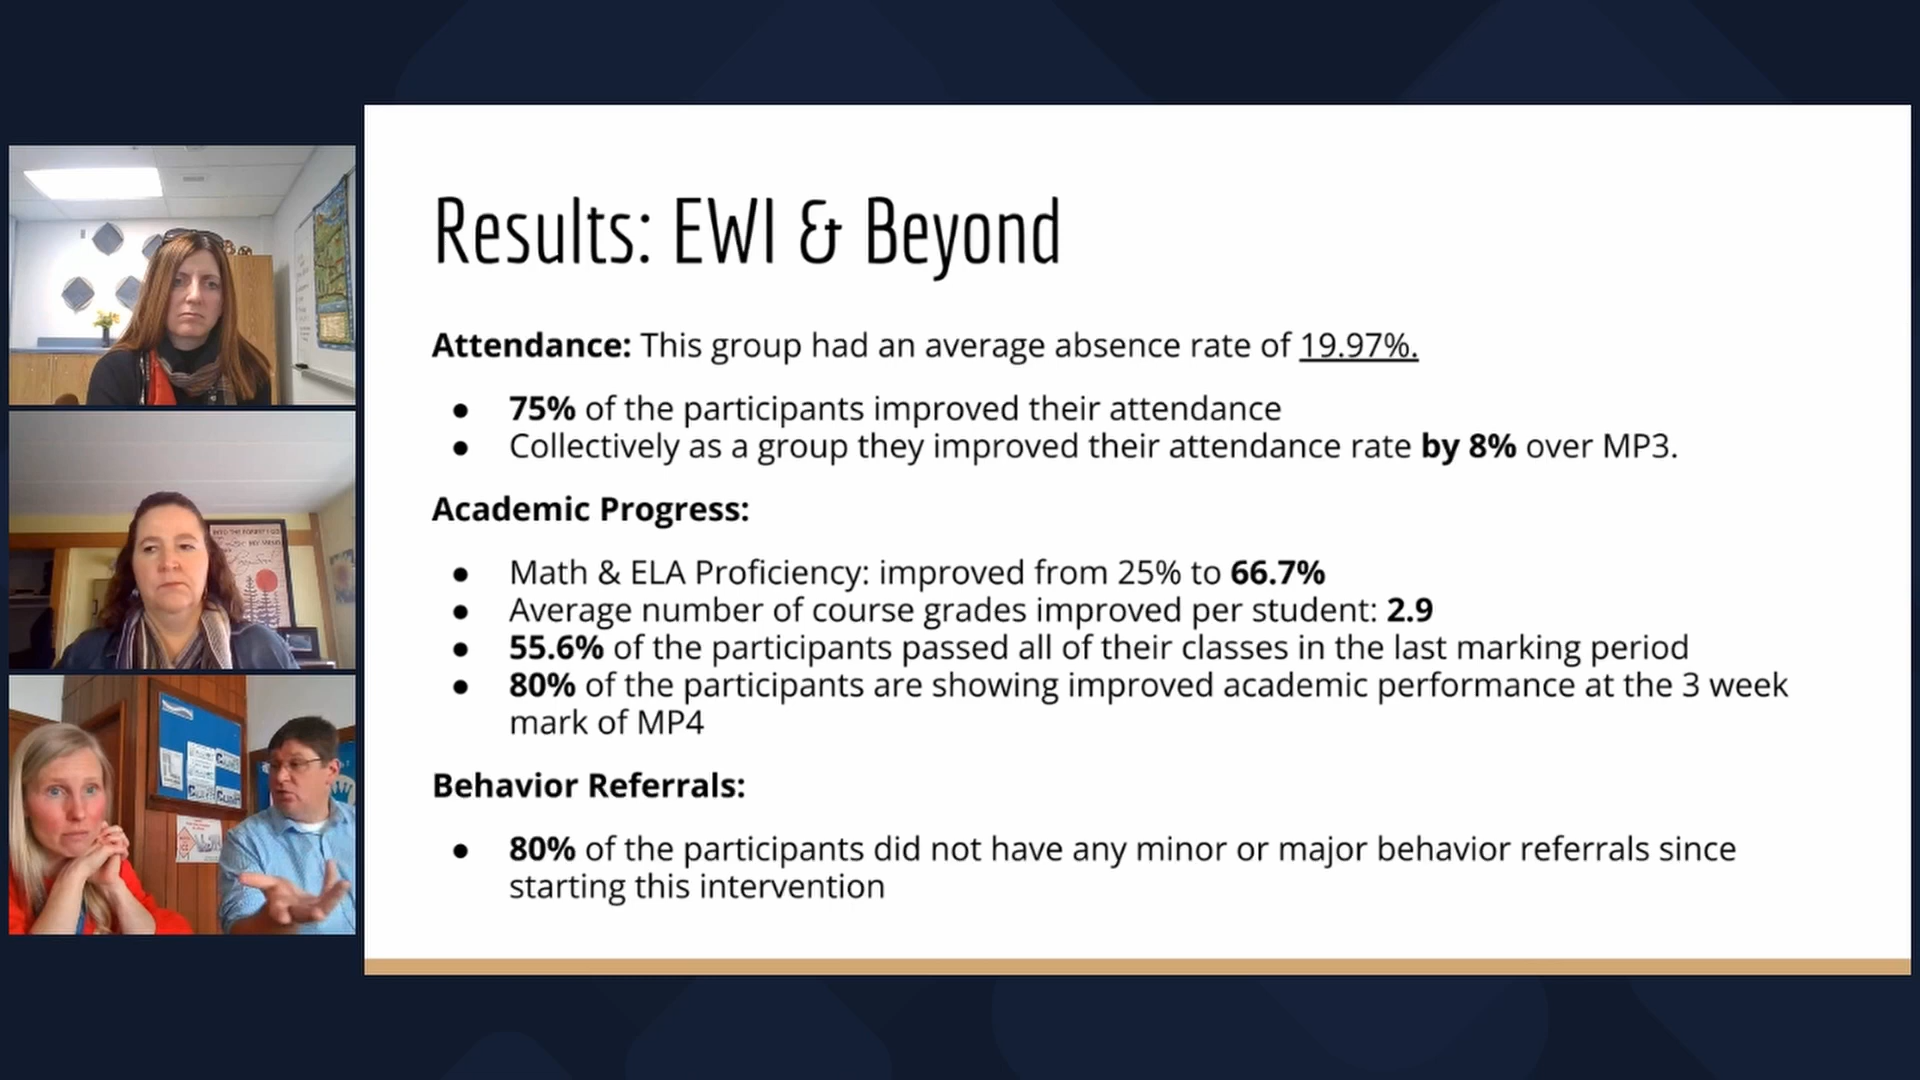 Results: EWI & Beyond
Attendance: This group had an average absence rate of 19.97%.
● 75% of the participants improved their attendance
● Collectively as a group they improved their attendance rate by 8% over MP3.
Academic Progress:
● Math & ELA Proficiency: improved from 25% to 66.7%
● Average number of course grades improved per student: 2.9
● 55.6% of the participants passed all of their classes in the last marking period
● 80% of the participants are showing improved academic performance at the 3 week
mark of MP4
Behavior Referrals:
● 80% of the participants did not have any minor or major behavior referrals since
starting this intervention
INTO THE FOREST I GO